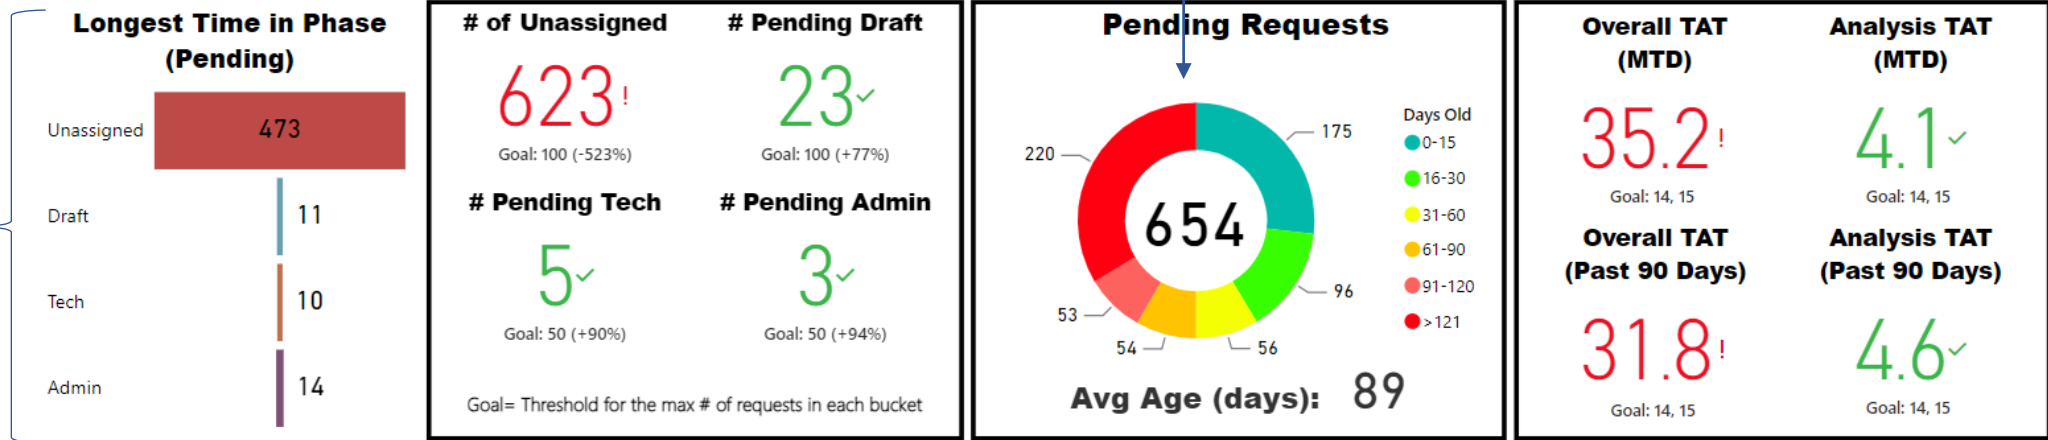 Longest Time in Phase
(Pending)
Unassigned
473
Draft
11
Tech
10
Admin
14
# of Unassigned
623!
Goal: 100 (-523%)
# Pending Draft
23✓
Goal: 100 (+77%)
# Pending Tech
5✓
Goal: 50 (+90%)
# Pending Admin
3✓
Goal: 50 (+94%)
Goal= Threshold for the max # of requests in each bucket
Pending Requests
175
220
654
96
53
54
56
Days Old
0-15
16-30
31-60
61-90
91-120
>121
Avg Age (days): 89
Overall TAT
(MTD)
35.2!
Goal: 14, 15
Analysis TAT
(MTD)
4.1✓
Goal: 14, 15
Overall TAT
(Past 90 Days)
31.8!
Goal: 14, 15
Analysis TAT
(Past 90 Days)
4.6✓
Goal: 14, 15